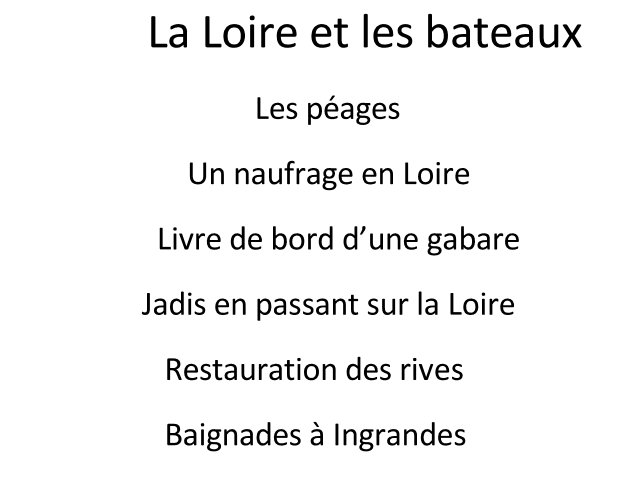 La Loire et les bateaux
Les péages
Un naufrage en Loire
Livre de bord d’une gabare
Jadis en passant sur la Loire
Restauration des rives
Baignades à Ingrandes